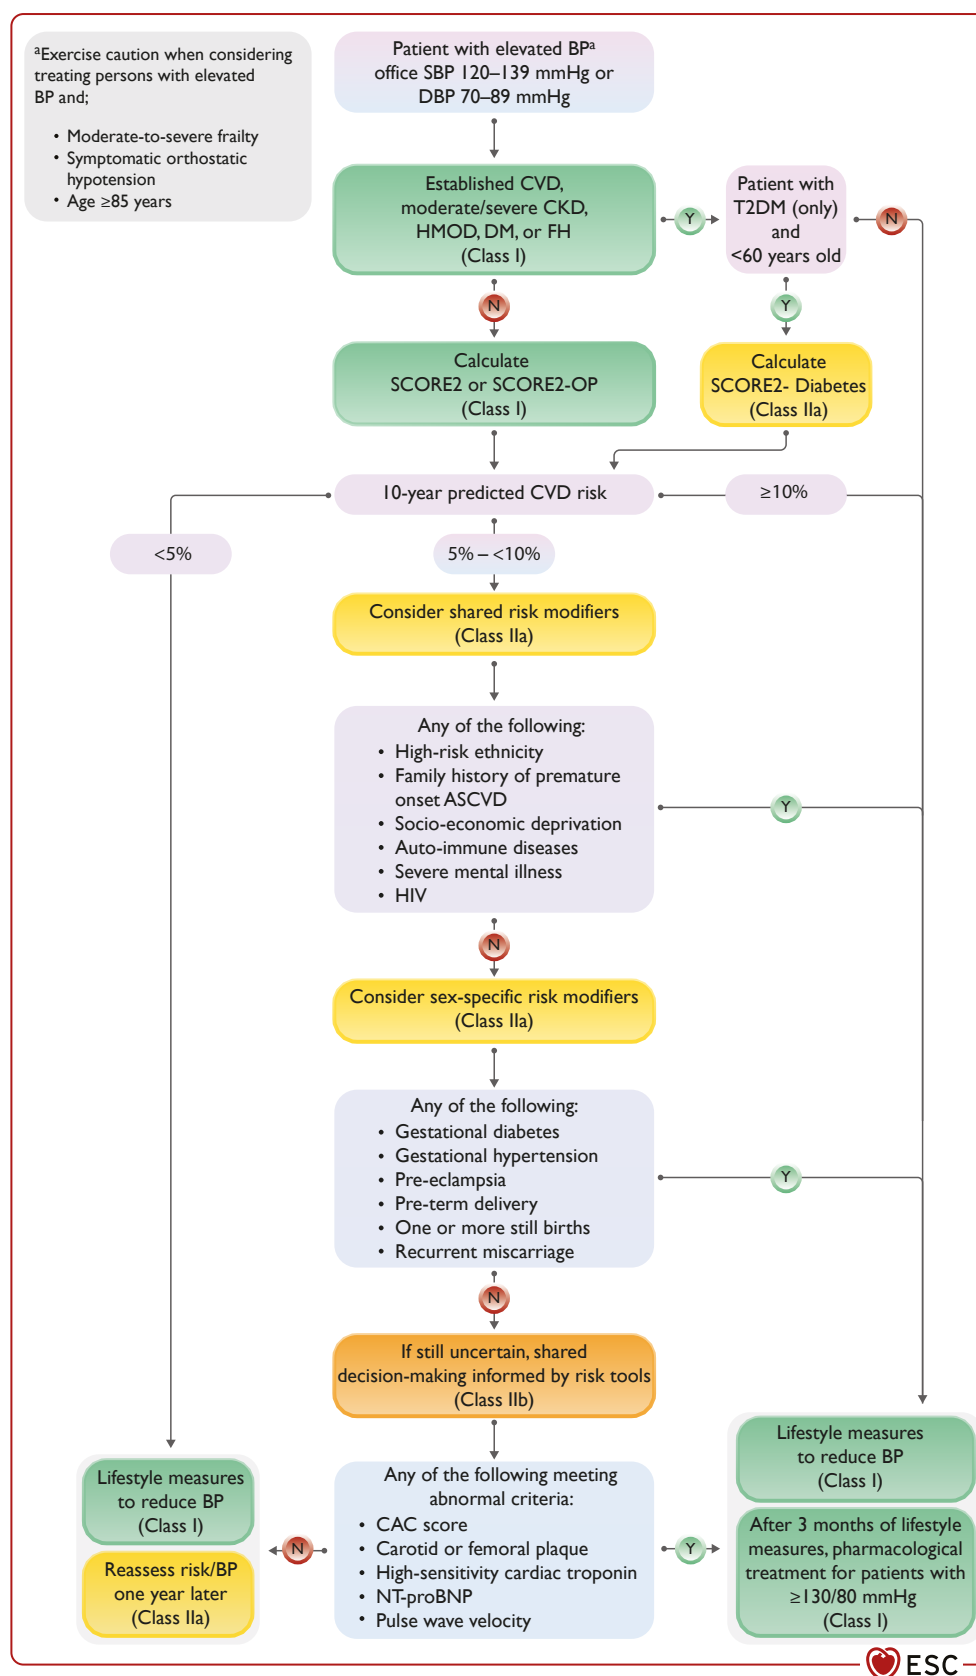 ᵃExercise caution when considering
treating persons with elevated
BP and;
• Moderate-to-severe frailty
• Symptomatic orthostatic
hypotension
• Age ≥85 years
Patient with elevated BPᵃ
office SBP 120–139 mmHg or
DBP 70–89 mmHg
Established CVD,
moderate/severe CKD,
HMOD, DM, or FH
(Class I)
Y
Patient with
T2DM (only)
and
<60 years old
N
N
Y
Calculate
SCORE2 or SCORE2-OP
(Class I)
Calculate
SCORE2- Diabetes
(Class IIa)
10-year predicted CVD risk
≥10%
<5%
5% – <10%
Consider shared risk modifiers
(Class IIa)
Any of the following:
• High-risk ethnicity
• Family history of premature
onset ASCVD
• Socio-economic deprivation
• Auto-immune diseases
• Severe mental illness
• HIV
Y
N
Consider sex-specific risk modifiers
(Class IIa)
Any of the following:
• Gestational diabetes
• Gestational hypertension
• Pre-eclampsia
• Pre-term delivery
• One or more still births
• Recurrent miscarriage
Y
N
If still uncertain, shared
decision-making informed by risk tools
(Class IIb)
Lifestyle measures
to reduce BP
(Class I)
Reassess risk/BP
one year later
(Class IIa)
N
Any of the following meeting
abnormal criteria:
• CAC score
• Carotid or femoral plaque
• High-sensitivity cardiac troponin
• NT-proBNP
• Pulse wave velocity
Y
Lifestyle measures
to reduce BP
(Class I)
After 3 months of lifestyle
measures, pharmacological
treatment for patients with
≥130/80 mmHg
(Class I)
ESC